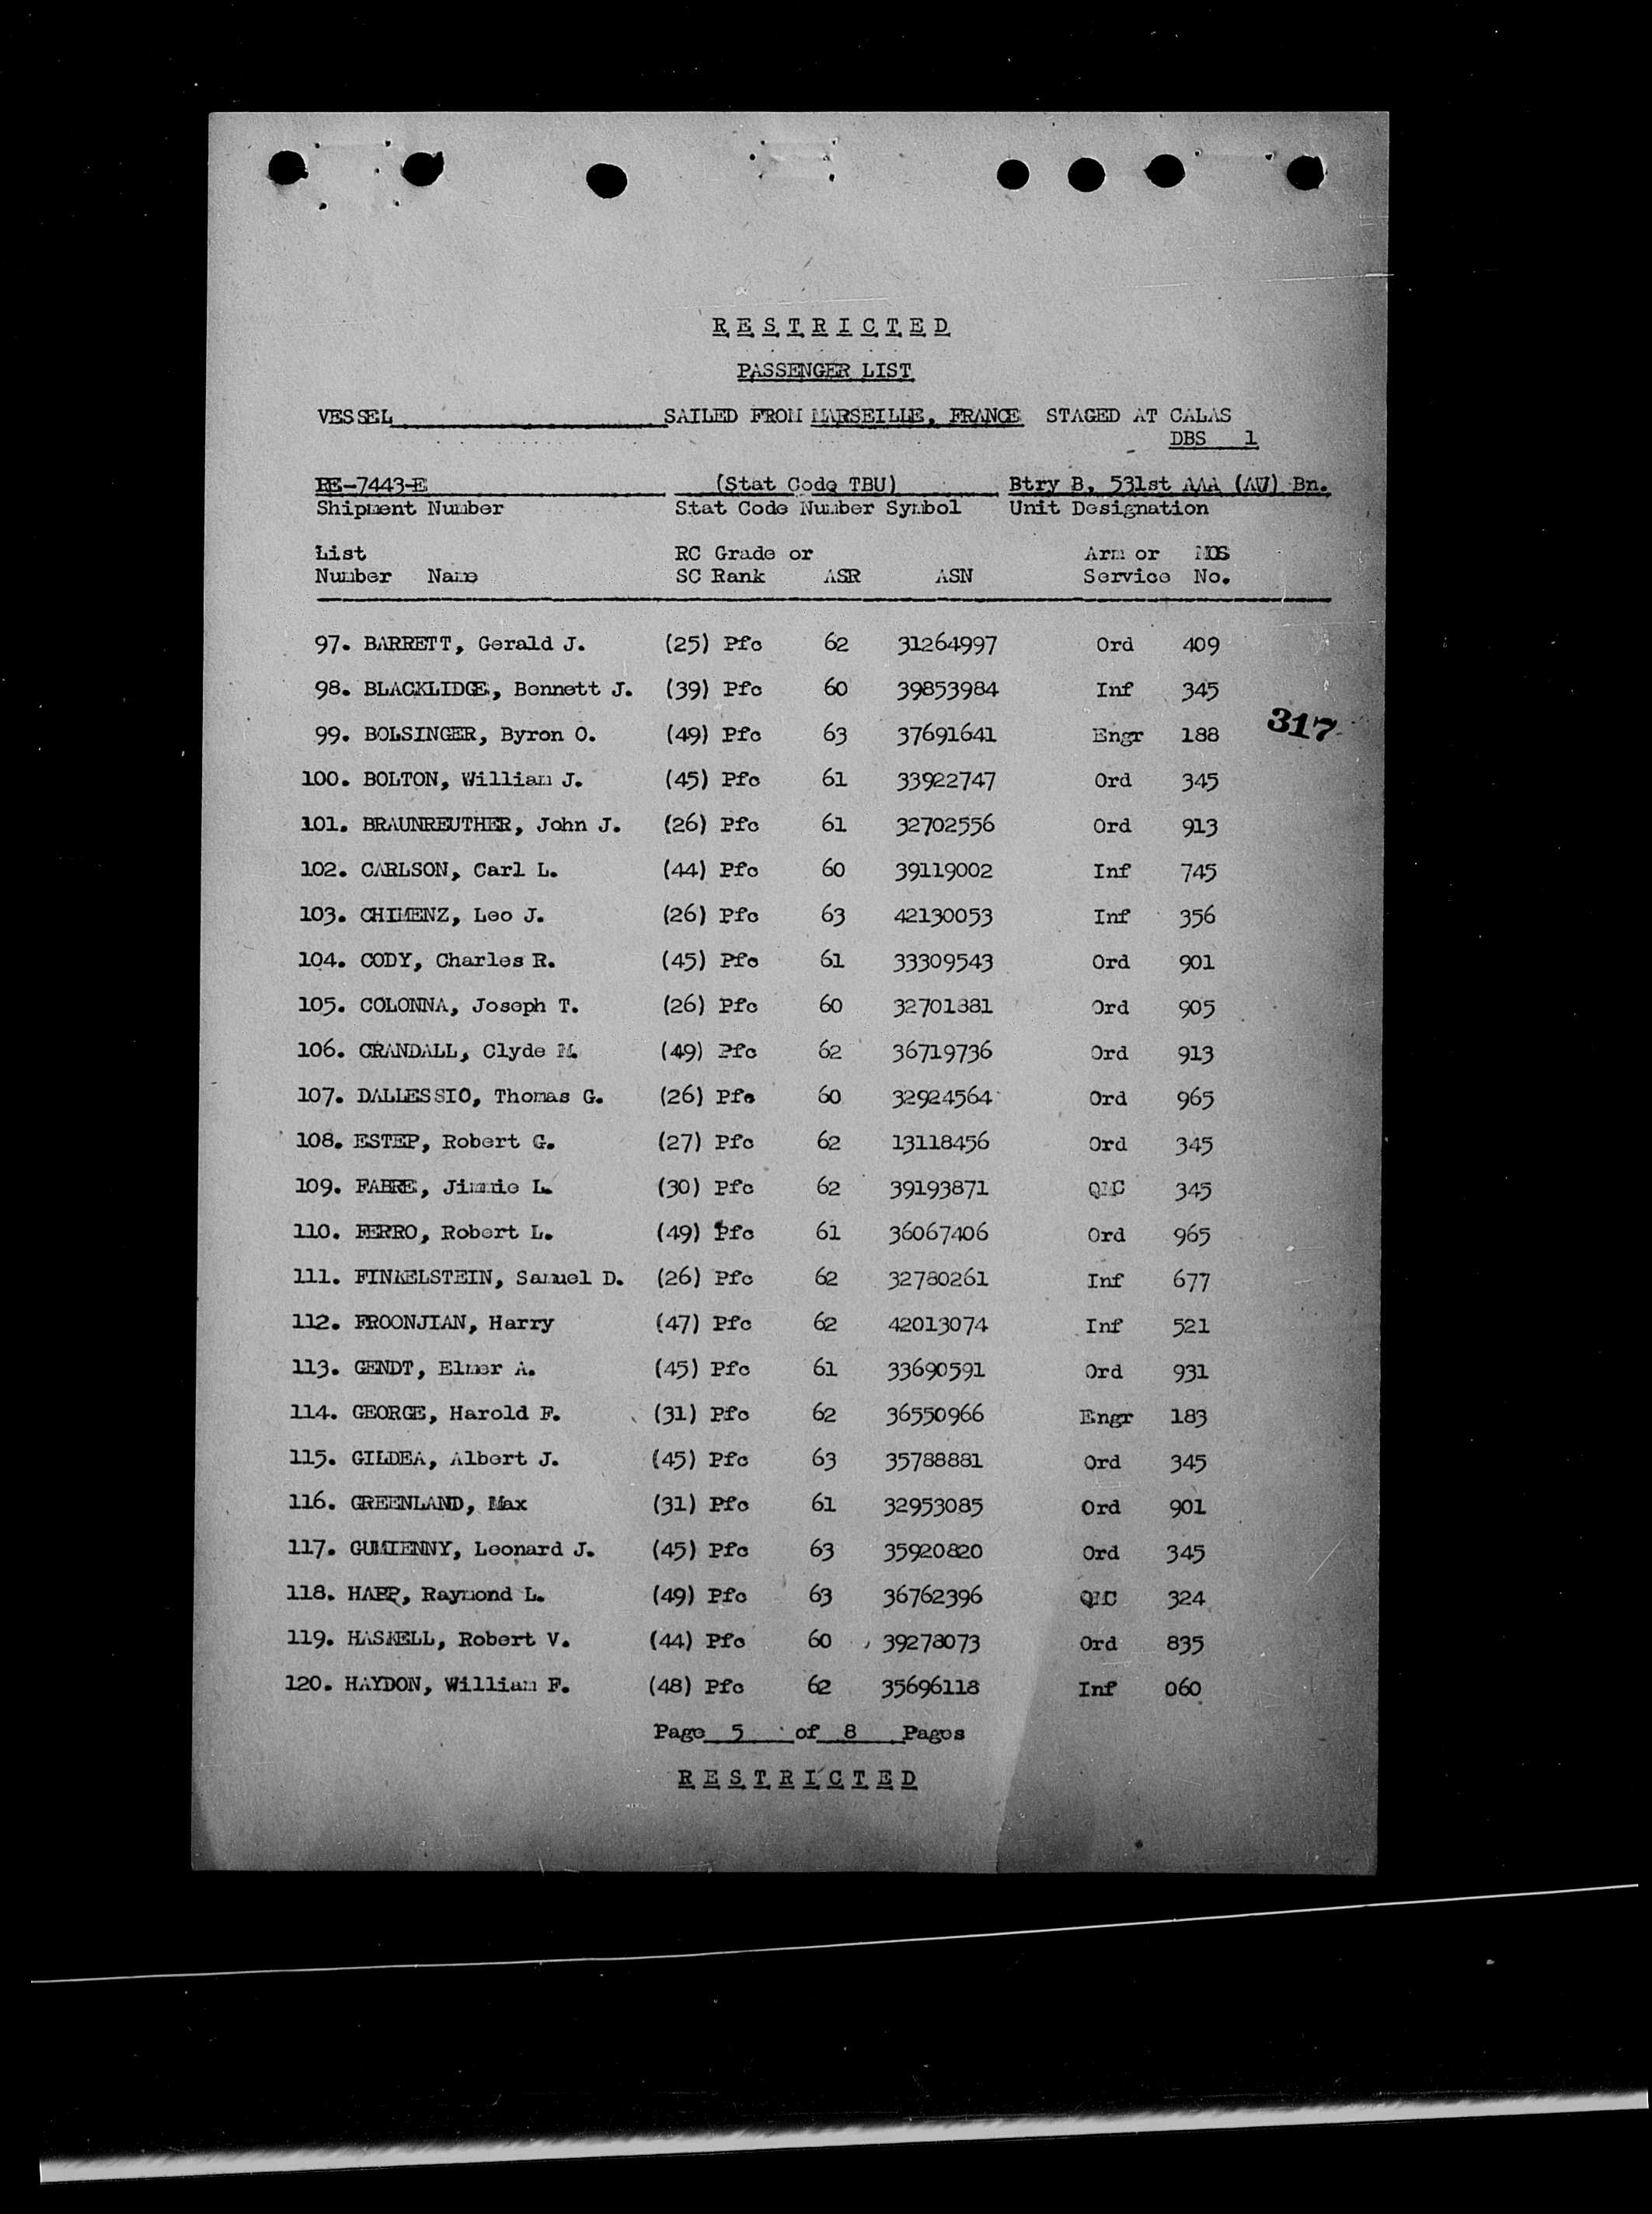 RESTRICTED
PASSENGER LIST
VESSEL SAILED FROM MARSEILLE, FRANCE STAGED AT CALAS
DBS 1
RE-7443-E (Stat Code TBU) Btry B, 531st AAA (AW) Bn.
Shipment Number Stat Code Number Symbol Unit Designation
List RC Grade or Arm or MOS
Number Name SC Rank ASR ASN Service No.
97. BARRETT, Gerald J. (25) Pfc 62 31264997 Ord 409
98. BLACKLIDGE, Bennett J. (39) Pfc 60 39853984 Inf 345
99. BOLSINGER, Byron O. (49) Pfc 63 37691641 Engr 188
317
100. BOLTON, William J. (45) Pfc 61 33922747 Ord 345
101. BRAUNREUTHER, John J. (26) Pfc 61 32702556 Ord 913
102. CARLSON, Carl L. (44) Pfc 60 39119002 Inf 745
103. CHIMENZ, Leo J. (26) Pfc 63 42130053 Inf 356
104. CODY, Charles R. (45) Pfc 61 33309543 Ord 901
105. COLONNA, Joseph T. (26) Pfc 60 32701881 Ord 905
106. CRANDALL, Clyde M. (49) Pfc 62 36719736 Ord 913
107. DALLESSIO, Thomas G. (26) Pfc 60 32924564 Ord 965
108. ESTEP, Robert G. (27) Pfc 62 13118456 Ord 345
109. FABRE, Jimmie L. (30) Pfc 62 39193871 QMC 345
110. FERRO, Robert L. (49) Pfc 61 36067406 Ord 965
111. FINKELSTEIN, Samuel D. (26) Pfc 62 32780261 Inf 677
112. FROONJIAN, Harry (47) Pfc 62 42013074 Inf 521
113. GENDT, Elmer A. (45) Pfc 61 33690591 Ord 931
114. GEORGE, Harold F. (31) Pfc 62 36550966 Engr 183
115. GILDEA, Albert J. (45) Pfc 63 35788881 Ord 345
116. GREENLAND, Max (31) Pfc 61 32953085 Ord 901
117. GUMIENNY, Leonard J. (45) Pfc 63 35920820 Ord 345
118. HAPP, Raymond L. (49) Pfc 63 36762396 QMC 324
119. HASKELL, Robert V. (44) Pfc 60 39278073 Ord 835
120. HAYDON, William F. (48) Pfc 62 35696118 Inf 060
Page 5 of 8 Pages
RESTRICTED